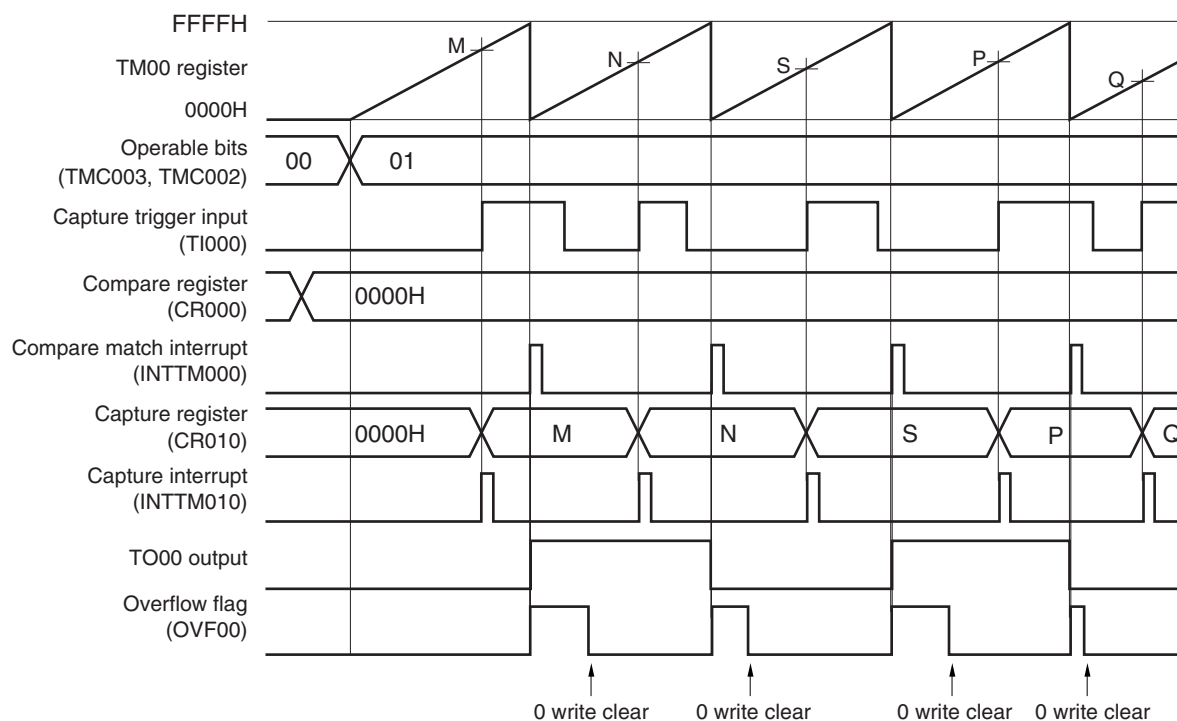 FFFFH
TM00 register
0000H
M N S P Q
Operable bits
(TMC003, TMC002)
00 01
Capture trigger input
(TI000)
Compare register
(CR000)
0000H
Compare match interrupt
(INTTM000)
Capture register
(CR010)
0000H M N S P Q
Capture interrupt
(INTTM010)
TO00 output
Overflow flag
(OVF00)
0 write clear 0 write clear 0 write clear 0 write clear